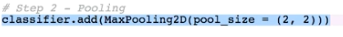 # Step 2 - Pooling
classifier.add(MaxPooling2D(pool_size = (2, 2)))